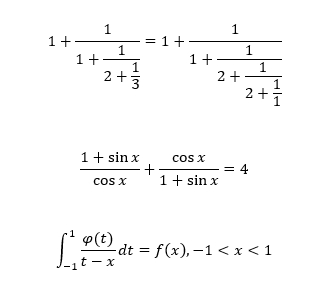 1 + 1/(1 + 1/(2 + 1/3)) = 1 + 1/(1 + 1/(2 + 1/(2 + 1/1)))
(1 + sin x)/(cos x) + (cos x)/(1 + sin x) = 4
∫_{-1}^{1} φ(t)/(t − x) dt = f(x), −1 < x < 1